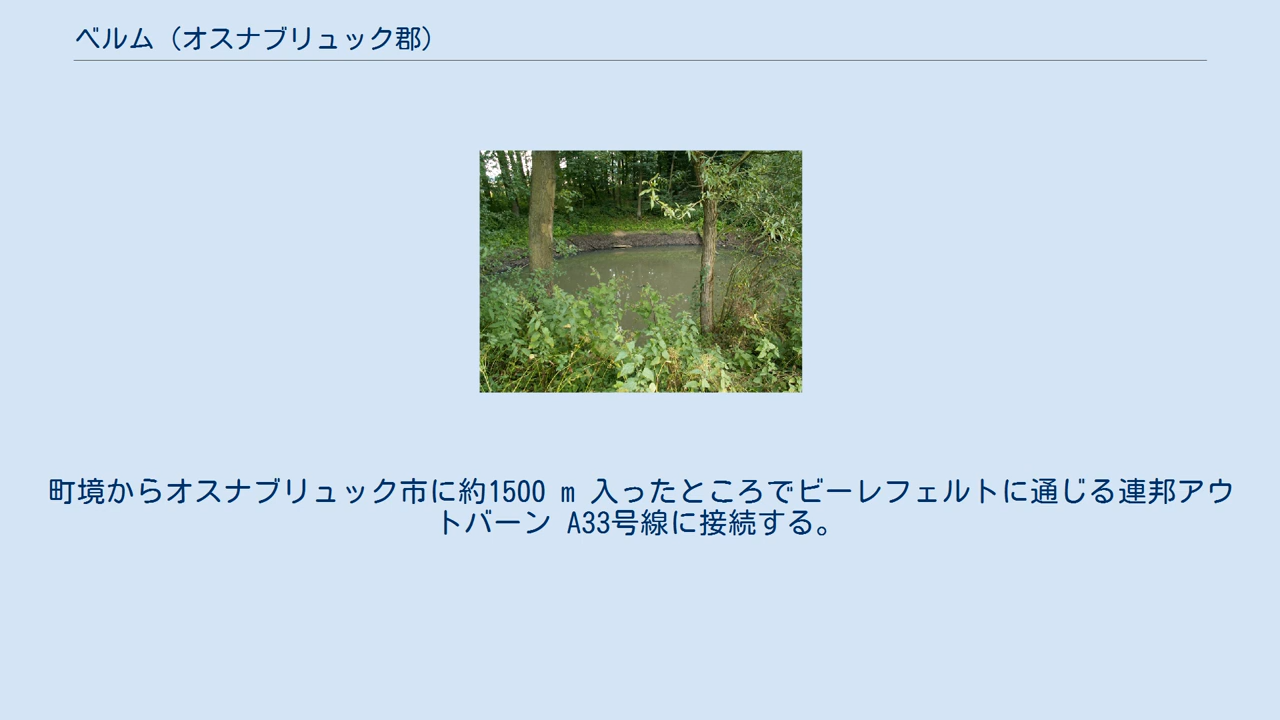 ベルム（オスナブリュック郡）
町境からオスナブリュック市に約1500 m 入ったところでビーレフェルトに通じる連邦アウ
トバーン A33号線に接続する。